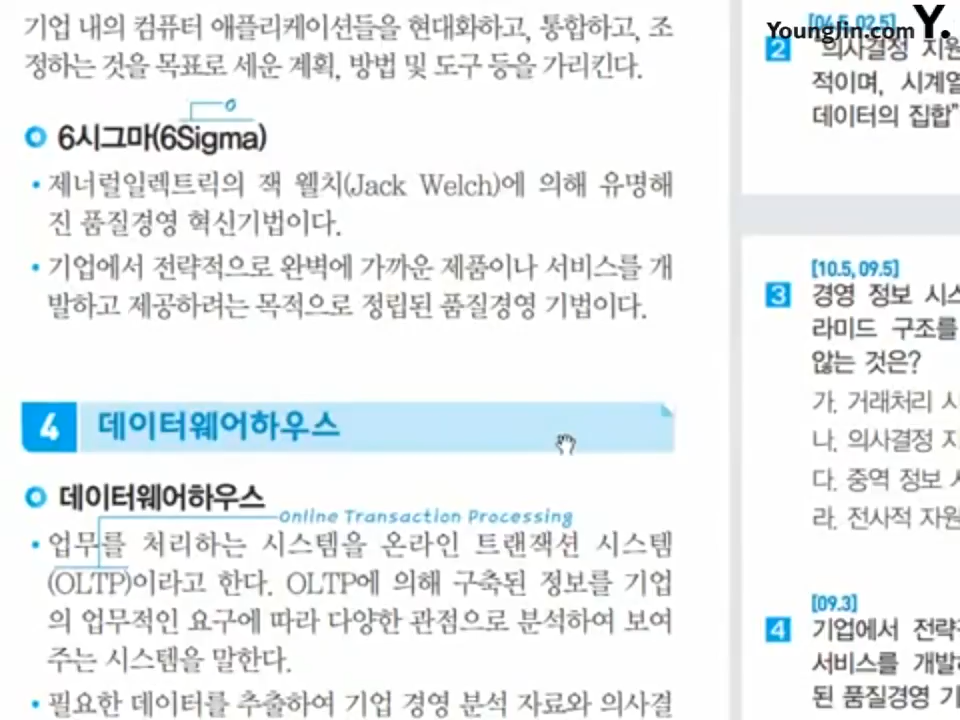 기업 내의 컴퓨터 애플리케이션들을 현대화하고, 통합하고, 조
정하는 것을 목표로 세운 계획, 방법 및 도구 등을 가리킨다.
6시그마(6Sigma)
• 제너럴일렉트릭의 잭 웰치(Jack Welch)에 의해 유명해
진 품질경영 혁신기법이다.
• 기업에서 전략적으로 완벽에 가까운 제품이나 서비스를 개
발하고 제공하려는 목적으로 정립된 품질경영 기법이다.
4 데이터웨어하우스
데이터웨어하우스
Online Transaction Processing
• 업무를 처리하는 시스템을 온라인 트랜잭션 시스템
(OLTP)이라고 한다. OLTP에 의해 구축된 정보를 기업
의 업무적인 요구에 따라 다양한 관점으로 분석하여 보여
주는 시스템을 말한다.
• 필요한 데이터를 추출하여 기업 경영 분석 자료와 의사결
Youngjin.com Y.
[04.5, 02.5]
2 "의사결정 지원
적이며, 시계열
데이터의 집합"
[10.5, 09.5]
3 경영 정보 시스
라미드 구조를
않는 것은?
가. 거래처리 시
나. 의사결정 지
다. 중역 정보 시
라. 전사적 자원
[09.3]
4 기업에서 전략적
서비스를 개발하
된 품질경영 기